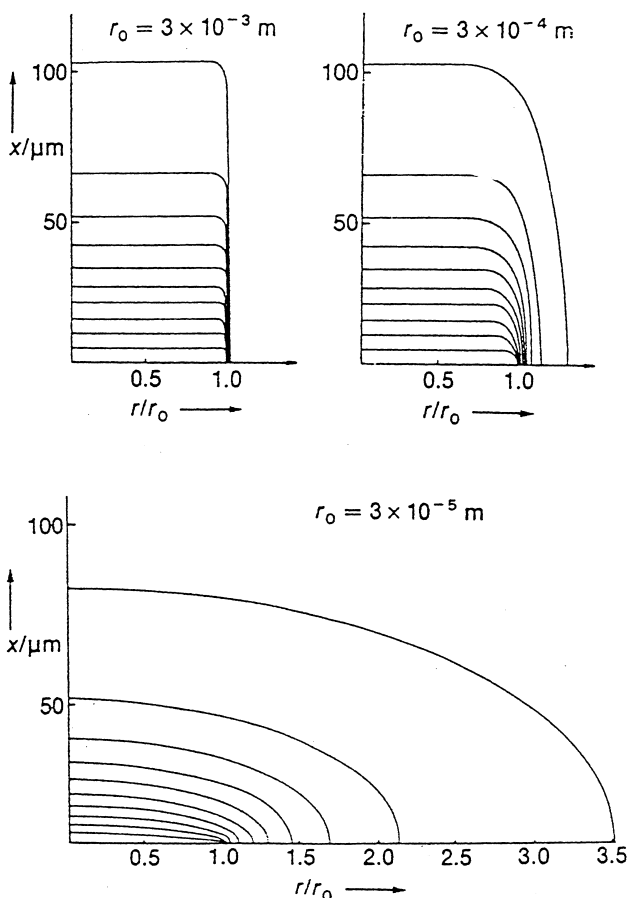 r₀ = 3 × 10⁻³ m
100
x/μm
50
0.5 1.0
r/r₀
r₀ = 3 × 10⁻⁴ m
100
50
0.5 1.0
r/r₀
r₀ = 3 × 10⁻⁵ m
100
x/μm
50
0.5 1.0 1.5 2.0 2.5 3.0 3.5
r/r₀